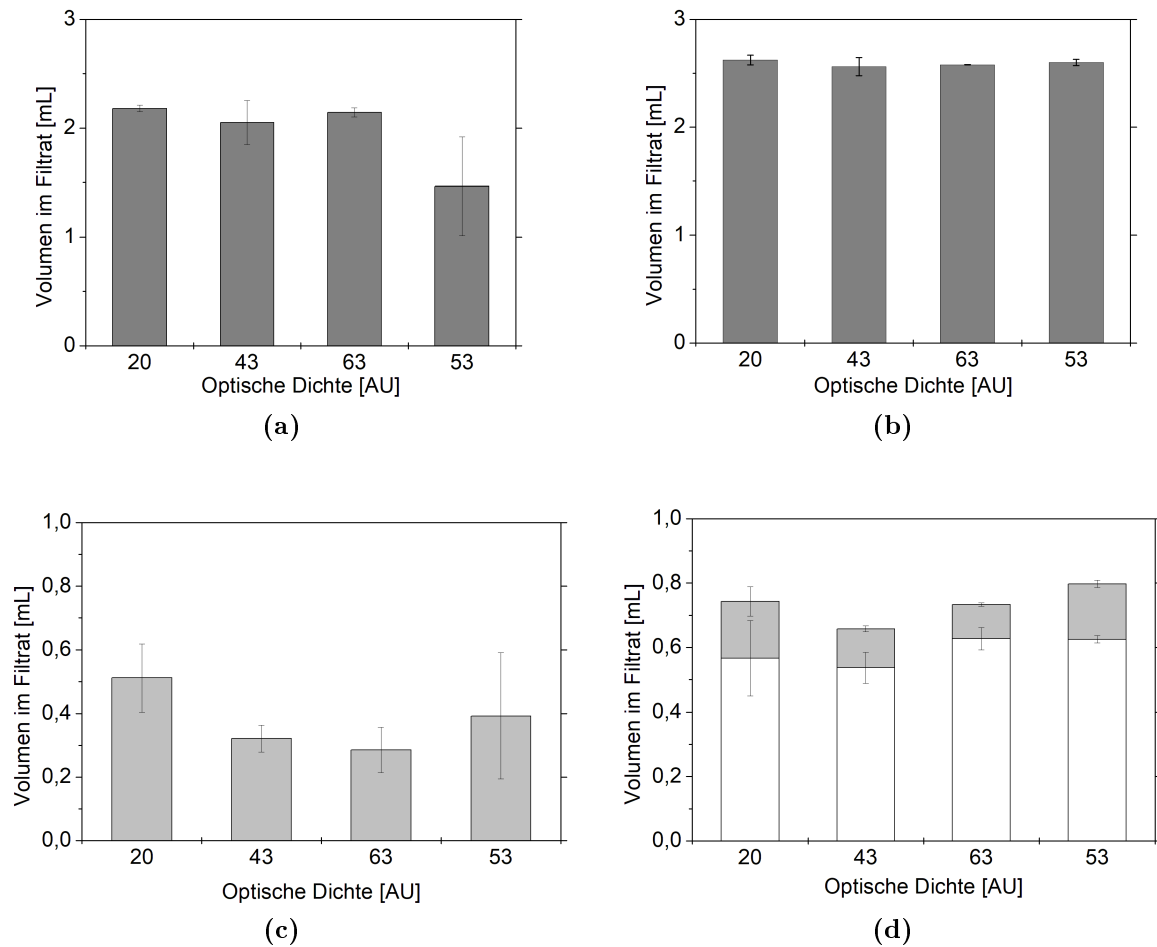 3
2
1
0
Volumen im Filtrat [mL]
20 43 63 53
Optische Dichte [AU]
(a)
3
2
1
0
Volumen im Filtrat [mL]
20 43 63 53
Optische Dichte [AU]
(b)
1,0
0,8
0,6
0,4
0,2
0,0
Volumen im Filtrat [mL]
20 43 63 53
Optische Dichte [AU]
(c)
1,0
0,8
0,6
0,4
0,2
0,0
Volumen im Filtrat [mL]
20 43 63 53
Optische Dichte [AU]
(d)